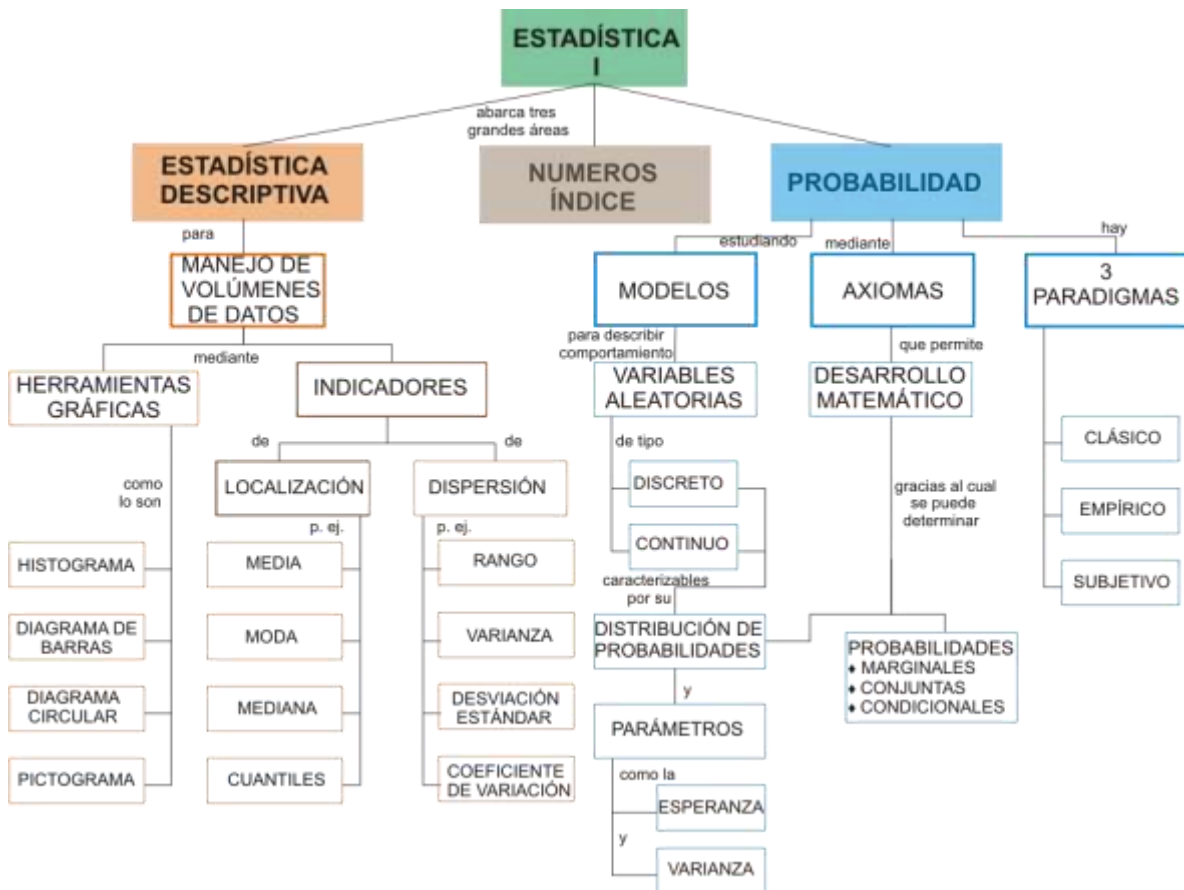 ESTADÍSTICA
I
abarca tres
grandes áreas
ESTADÍSTICA
DESCRIPTIVA
NUMEROS
ÍNDICE
PROBABILIDAD
para
estudiando
mediante
hay
MANEJO DE
VOLÚMENES
DE DATOS
MODELOS
AXIOMAS
3
PARADIGMAS
mediante
para describir
comportamiento
que permite
HERRAMIENTAS
GRÁFICAS
INDICADORES
VARIABLES
ALEATORIAS
DESARROLLO
MATEMÁTICO
de
de
de tipo
CLÁSICO
como
lo son
LOCALIZACIÓN
DISPERSIÓN
DISCRETO
gracias al cual
se puede
determinar
EMPÍRICO
p. ej.
p. ej.
CONTINUO
HISTOGRAMA
MEDIA
RANGO
caracterizables
por su
SUBJETIVO
DIAGRAMA DE
BARRAS
MODA
VARIANZA
DISTRIBUCIÓN DE
PROBABILIDADES
PROBABILIDADES
♦ MARGINALES
♦ CONJUNTAS
♦ CONDICIONALES
DIAGRAMA
CIRCULAR
MEDIANA
DESVIACIÓN
ESTÁNDAR
y
PARÁMETROS
PICTOGRAMA
CUANTILES
COEFICIENTE
DE VARIACIÓN
como la
ESPERANZA
y
VARIANZA